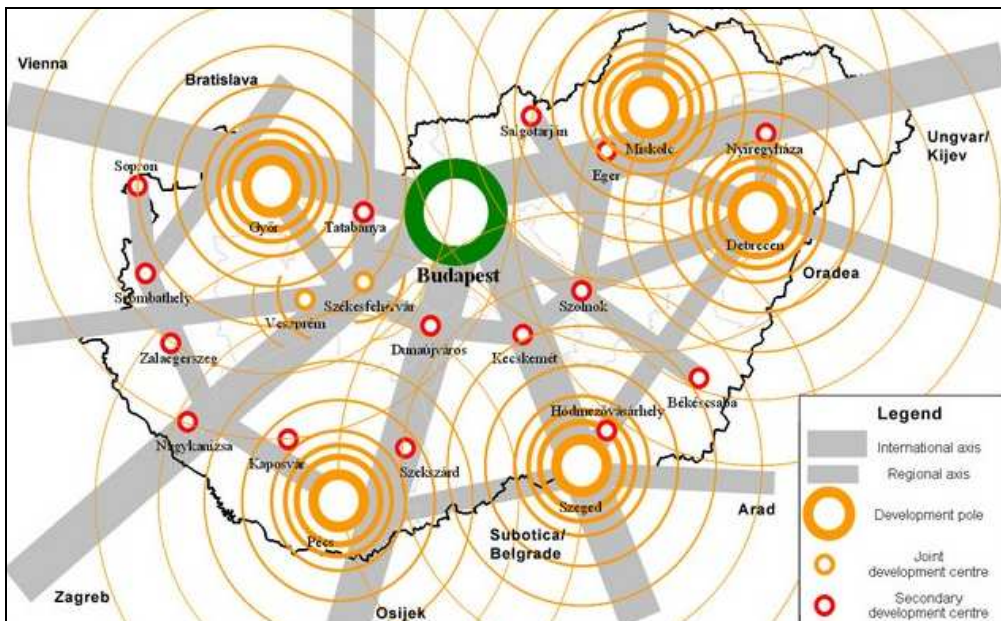 Vienna
Bratislava
Salgótarján
Miskolc
Nyíregyháza
Ungvar/
Kijev
Sopron
Eger
Győr
Tatabánya
Debrecen
Budapest
Oradea
Szombathely
Székesfehérvár
Szolnok
Veszprém
Dunaújváros
Kecskemét
Zalaegerszeg
Békéscsaba
Hódmezővásárhely
Nagykanizsa
Kaposvár
Szekszárd
Szeged
Pécs
Subotica/
Belgrade
Arad
Zagreb
Osijek
Legend
International axis
Regional axis
Development pole
Joint
development centre
Secondary
development centre